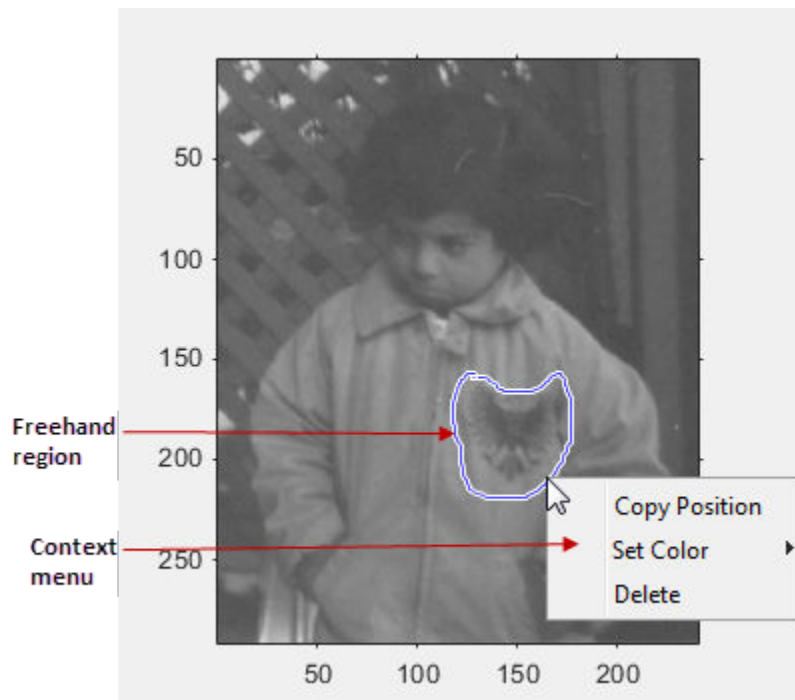 50
100
150
Freehand
region
200
Copy Position
Context
menu
Set Color
250
Delete
50 100 150 200